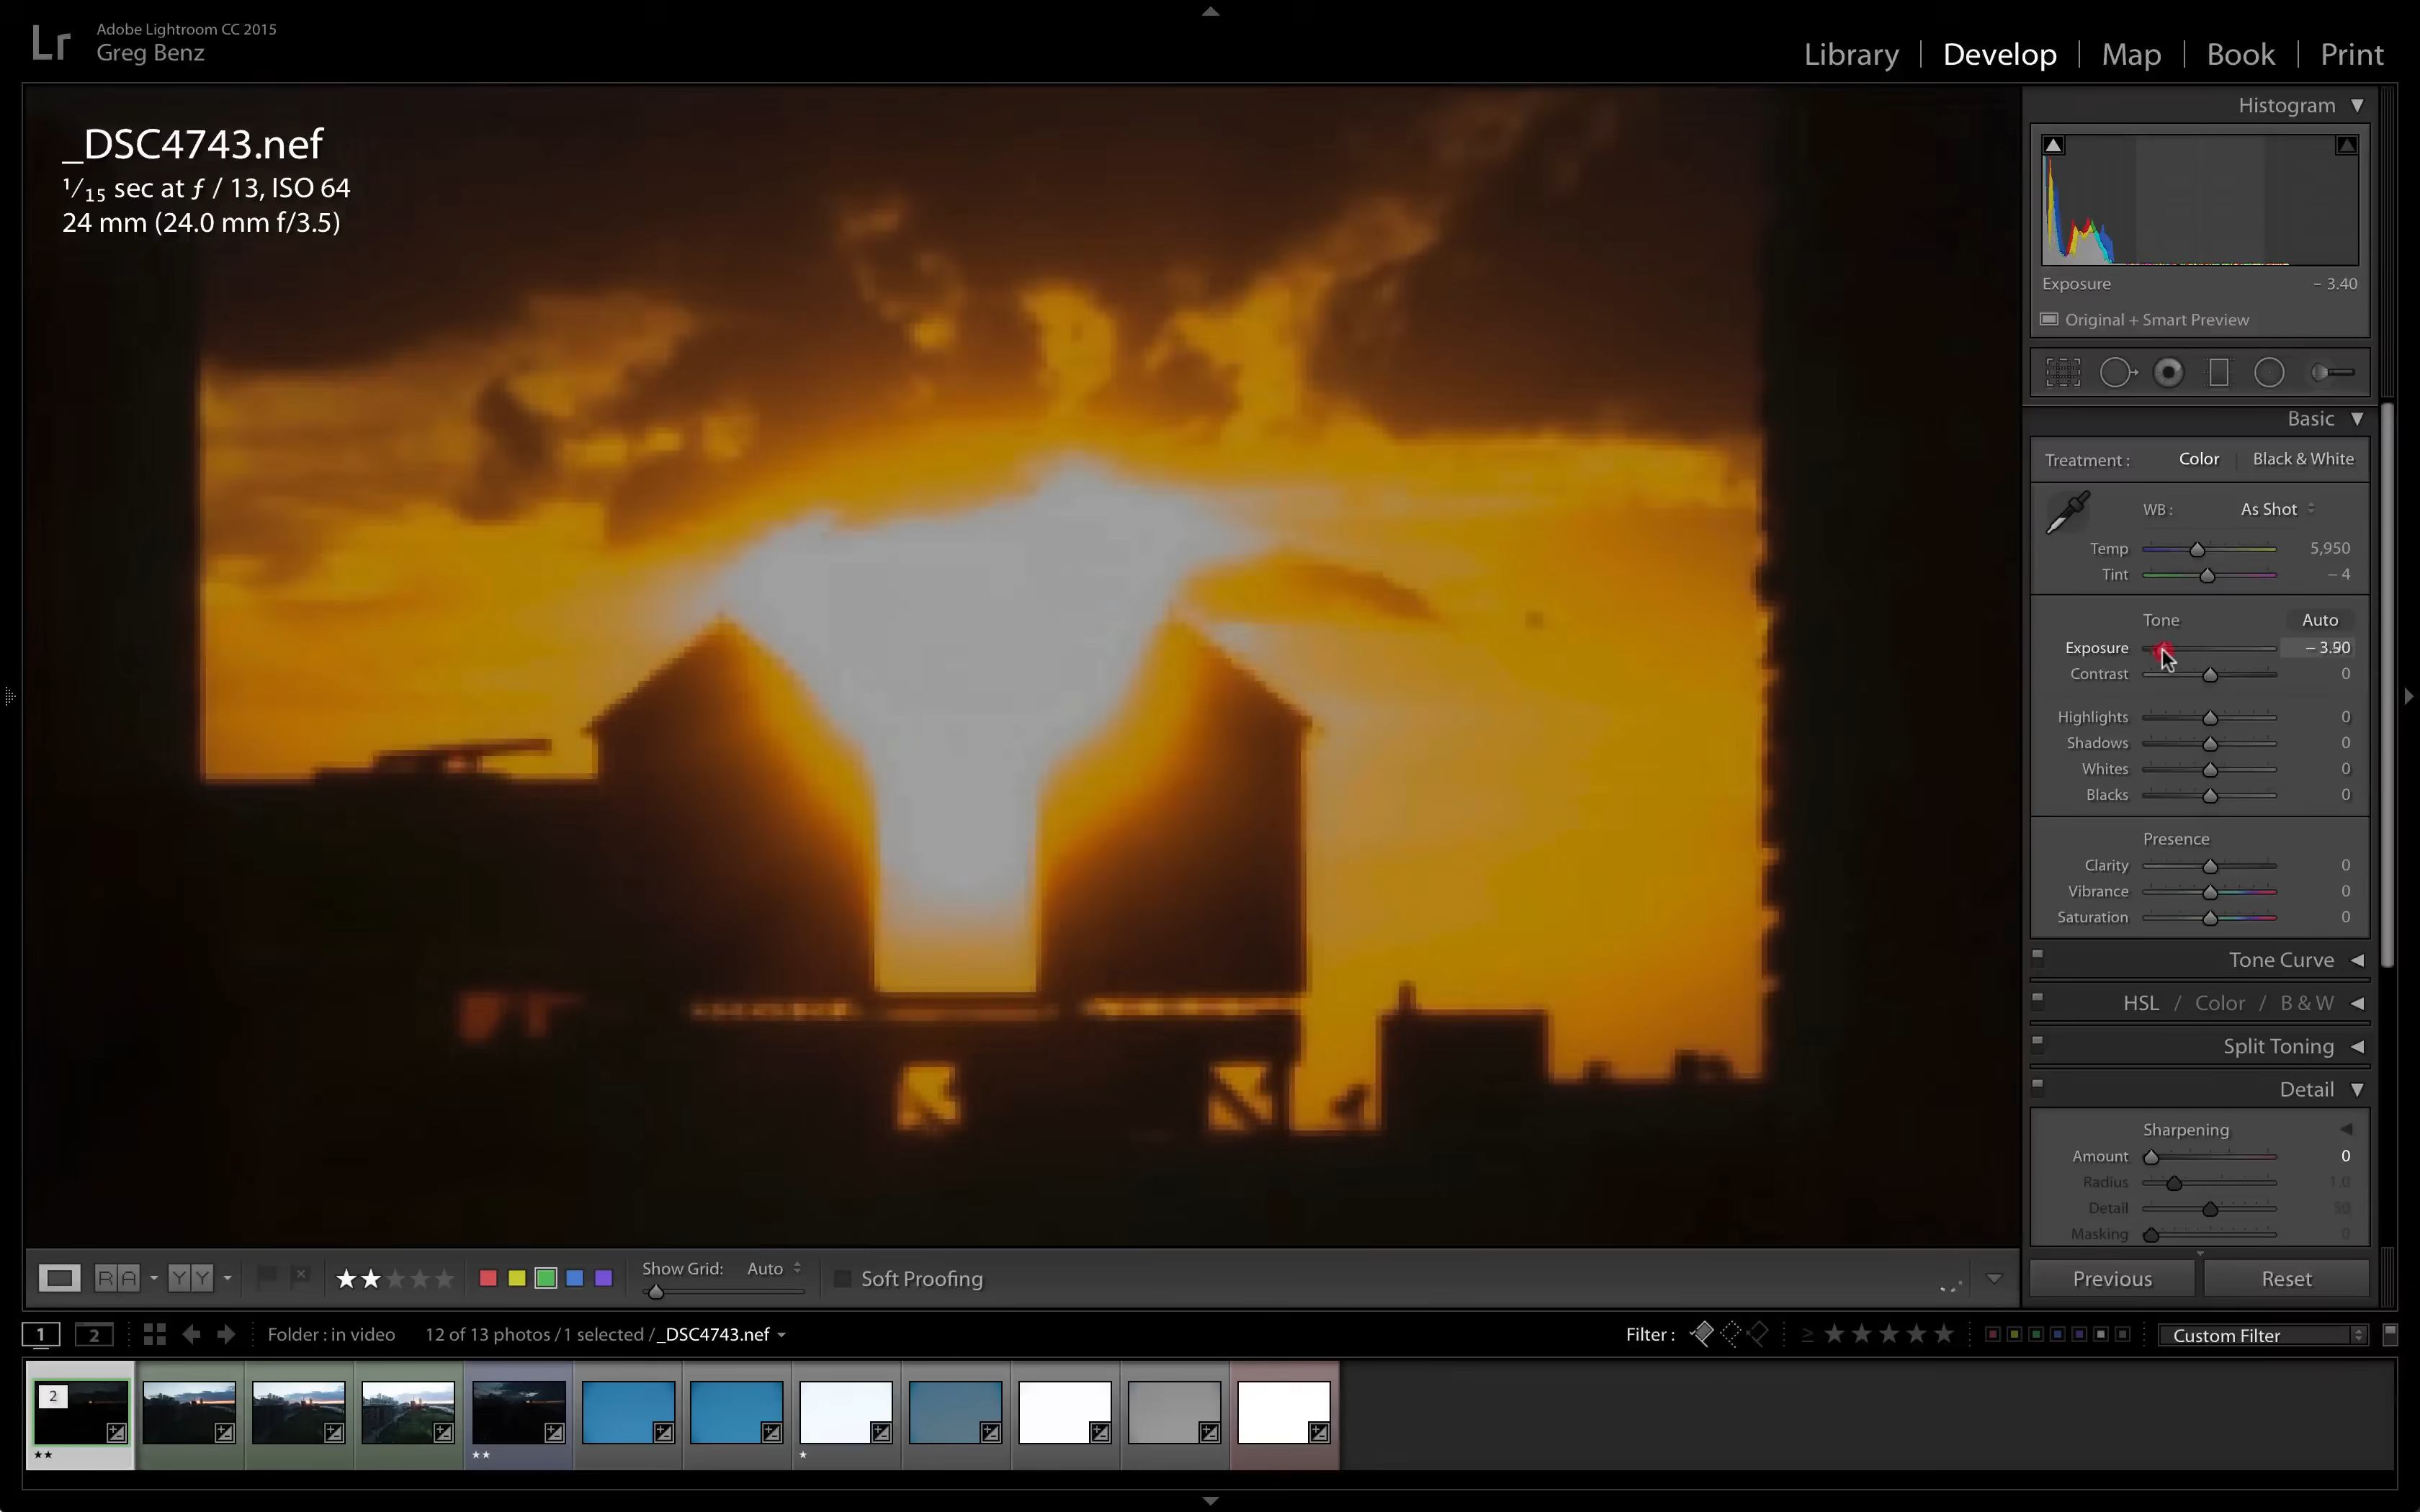 Lr
Adobe Lightroom CC 2015
Greg Benz
Library | Develop | Map | Book | Print
_DSC4743.nef
1/15 sec at ƒ / 13, ISO 64
24 mm (24.0 mm f/3.5)
Histogram
Exposure – 3.40
Original + Smart Preview
Basic
Treatment : Color Black & White
WB : As Shot
Temp 5,950
Tint – 4
Tone Auto
Exposure
Contrast 0
Highlights 0
Shadows 0
Whites 0
Blacks 0
Presence
Clarity 0
Vibrance 0
Saturation 0
Tone Curve
HSL / Color / B & W
Split Toning
Detail
Sharpening
Amount 0
Radius 1.0
Detail
Masking 0
R A Y Y Show Grid: Auto Soft Proofing
Previous Reset
1 2 Folder : in video 12 of 13 photos / 1 selected / _DSC4743.nef Filter : ≥ Custom Filter
2